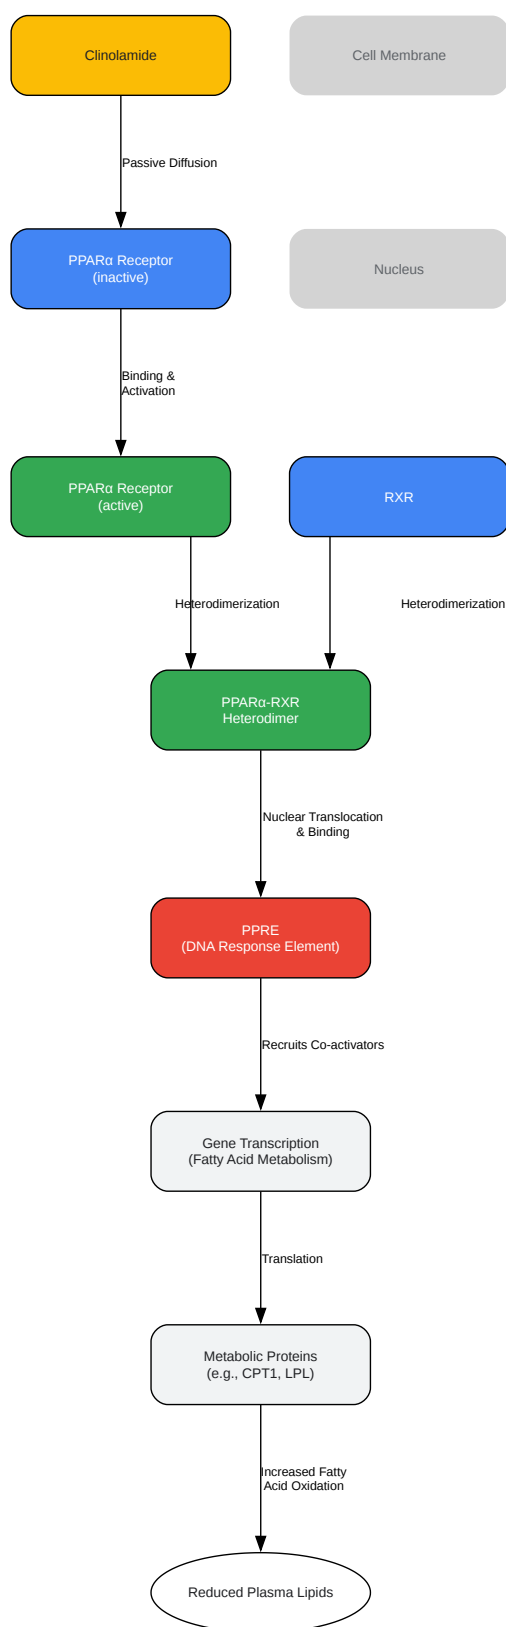 Clinolamide
Cell Membrane
Passive Diffusion
PPARα Receptor
(inactive)
Nucleus
Binding &
Activation
PPARα Receptor
(active)
RXR
Heterodimerization
Heterodimerization
PPARα-RXR
Heterodimer
Nuclear Translocation
& Binding
PPRE
(DNA Response Element)
Recruits Co-activators
Gene Transcription
(Fatty Acid Metabolism)
Translation
Metabolic Proteins
(e.g., CPT1, LPL)
Increased Fatty
Acid Oxidation
Reduced Plasma Lipids